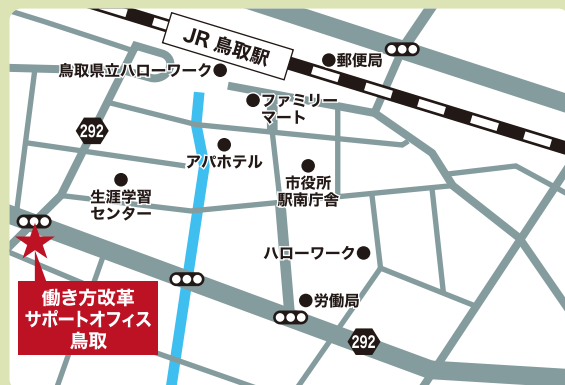 JR 鳥取駅
郵便局
鳥取県立ハローワーク
ファミリー
マート
292
アパホテル
市役所
駅南庁舎
生涯学習
センター
ハローワーク
働き方改革
サポートオフィス
鳥取
労働局
292